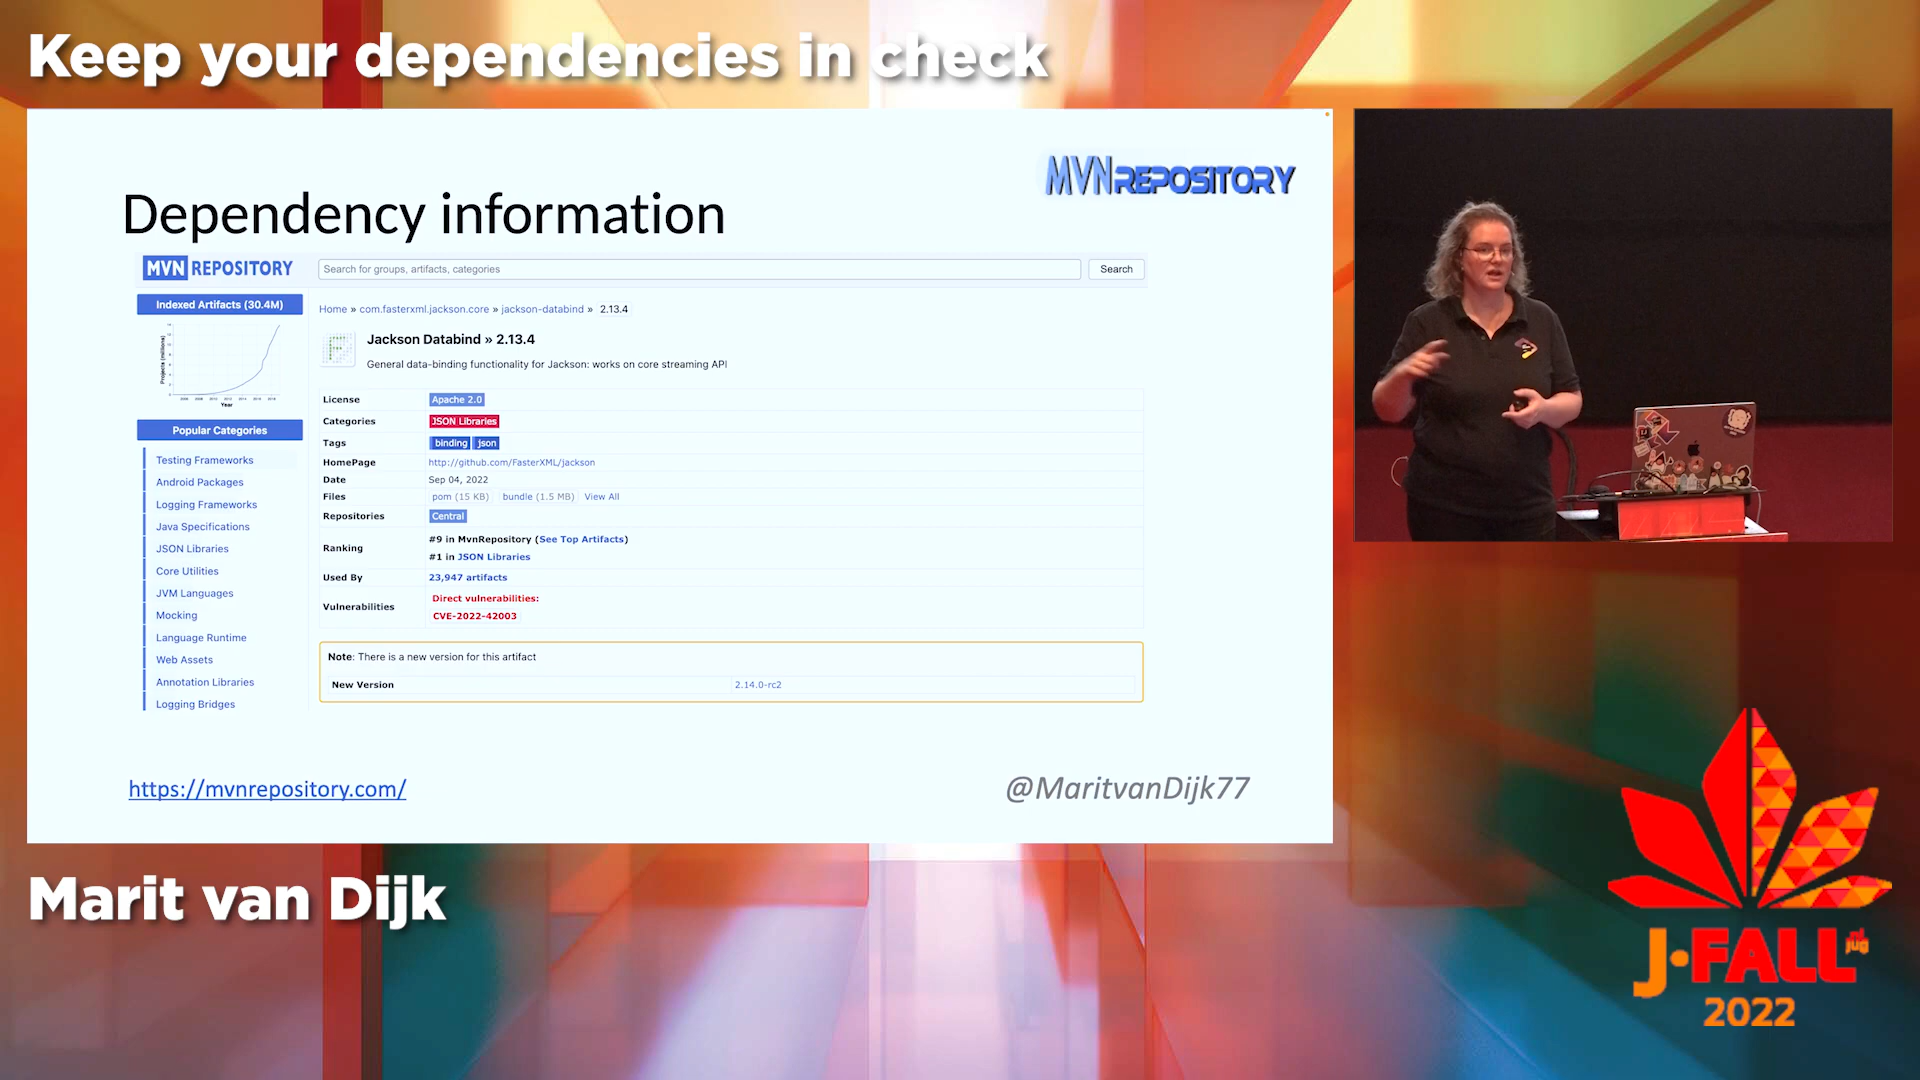 Keep your dependencies in check
MVNREPOSITORY
Dependency information
MVN REPOSITORY
Search for groups, artifacts, categories
Search
Indexed Artifacts (30.4M)
Projects (millions)
Year
Popular Categories
Testing Frameworks
Android Packages
Logging Frameworks
Java Specifications
JSON Libraries
Core Utilities
JVM Languages
Mocking
Language Runtime
Web Assets
Annotation Libraries
Logging Bridges
Home » com.fasterxml.jackson.core » jackson-databind » 2.13.4
Jackson Databind » 2.13.4
General data-binding functionality for Jackson: works on core streaming API
License Apache 2.0
Categories JSON Libraries
Tags binding json
HomePage http://github.com/FasterXML/jackson
Date Sep 04, 2022
Files pom (15 KB) bundle (1.5 MB) View All
Repositories Central
Ranking #9 in MvnRepository (See Top Artifacts)
#1 in JSON Libraries
Used By 23,947 artifacts
Vulnerabilities Direct vulnerabilities:
CVE-2022-42003
Note: There is a new version for this artifact
New Version 2.14.0-rc2
https://mvnrepository.com/
@MaritvanDijk77
Marit van Dijk
J-FALL
nl
jug
2022